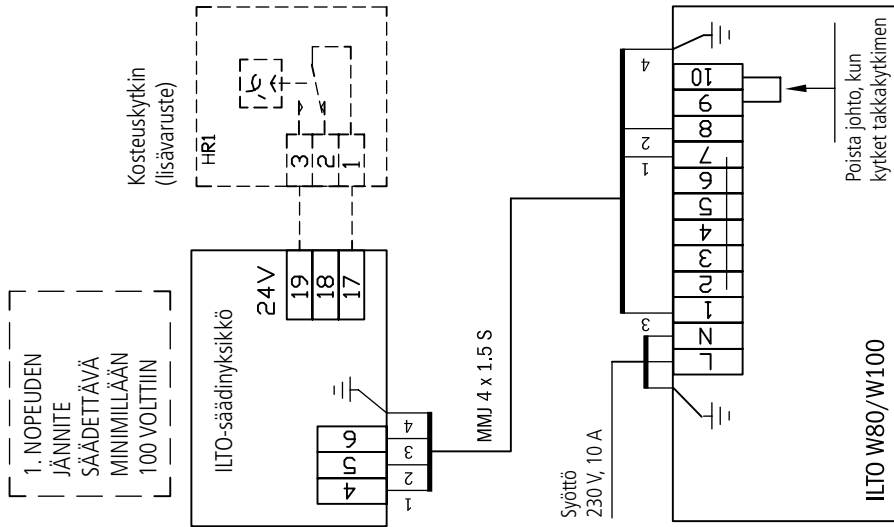 1. NOPEUDEN
JÄNNITE
SÄÄDETTÄVÄ
MINIMILLÄÄN
100 VOLTTIIN
Kosteuskytkin
(lisävaruste)
HR1
3
2
1
24V
19
18
17
ILTO-säädinyksikkö
4
5
6
1
2
3
4
MMJ 4 x 1.5 S
Syöttö
230 V, 10 A
3
1
2
4
L
N
1
2
3
4
5
6
7
8
9
10
Poista johto, kun
kytket takkakytkimen
ILTO W80/W100